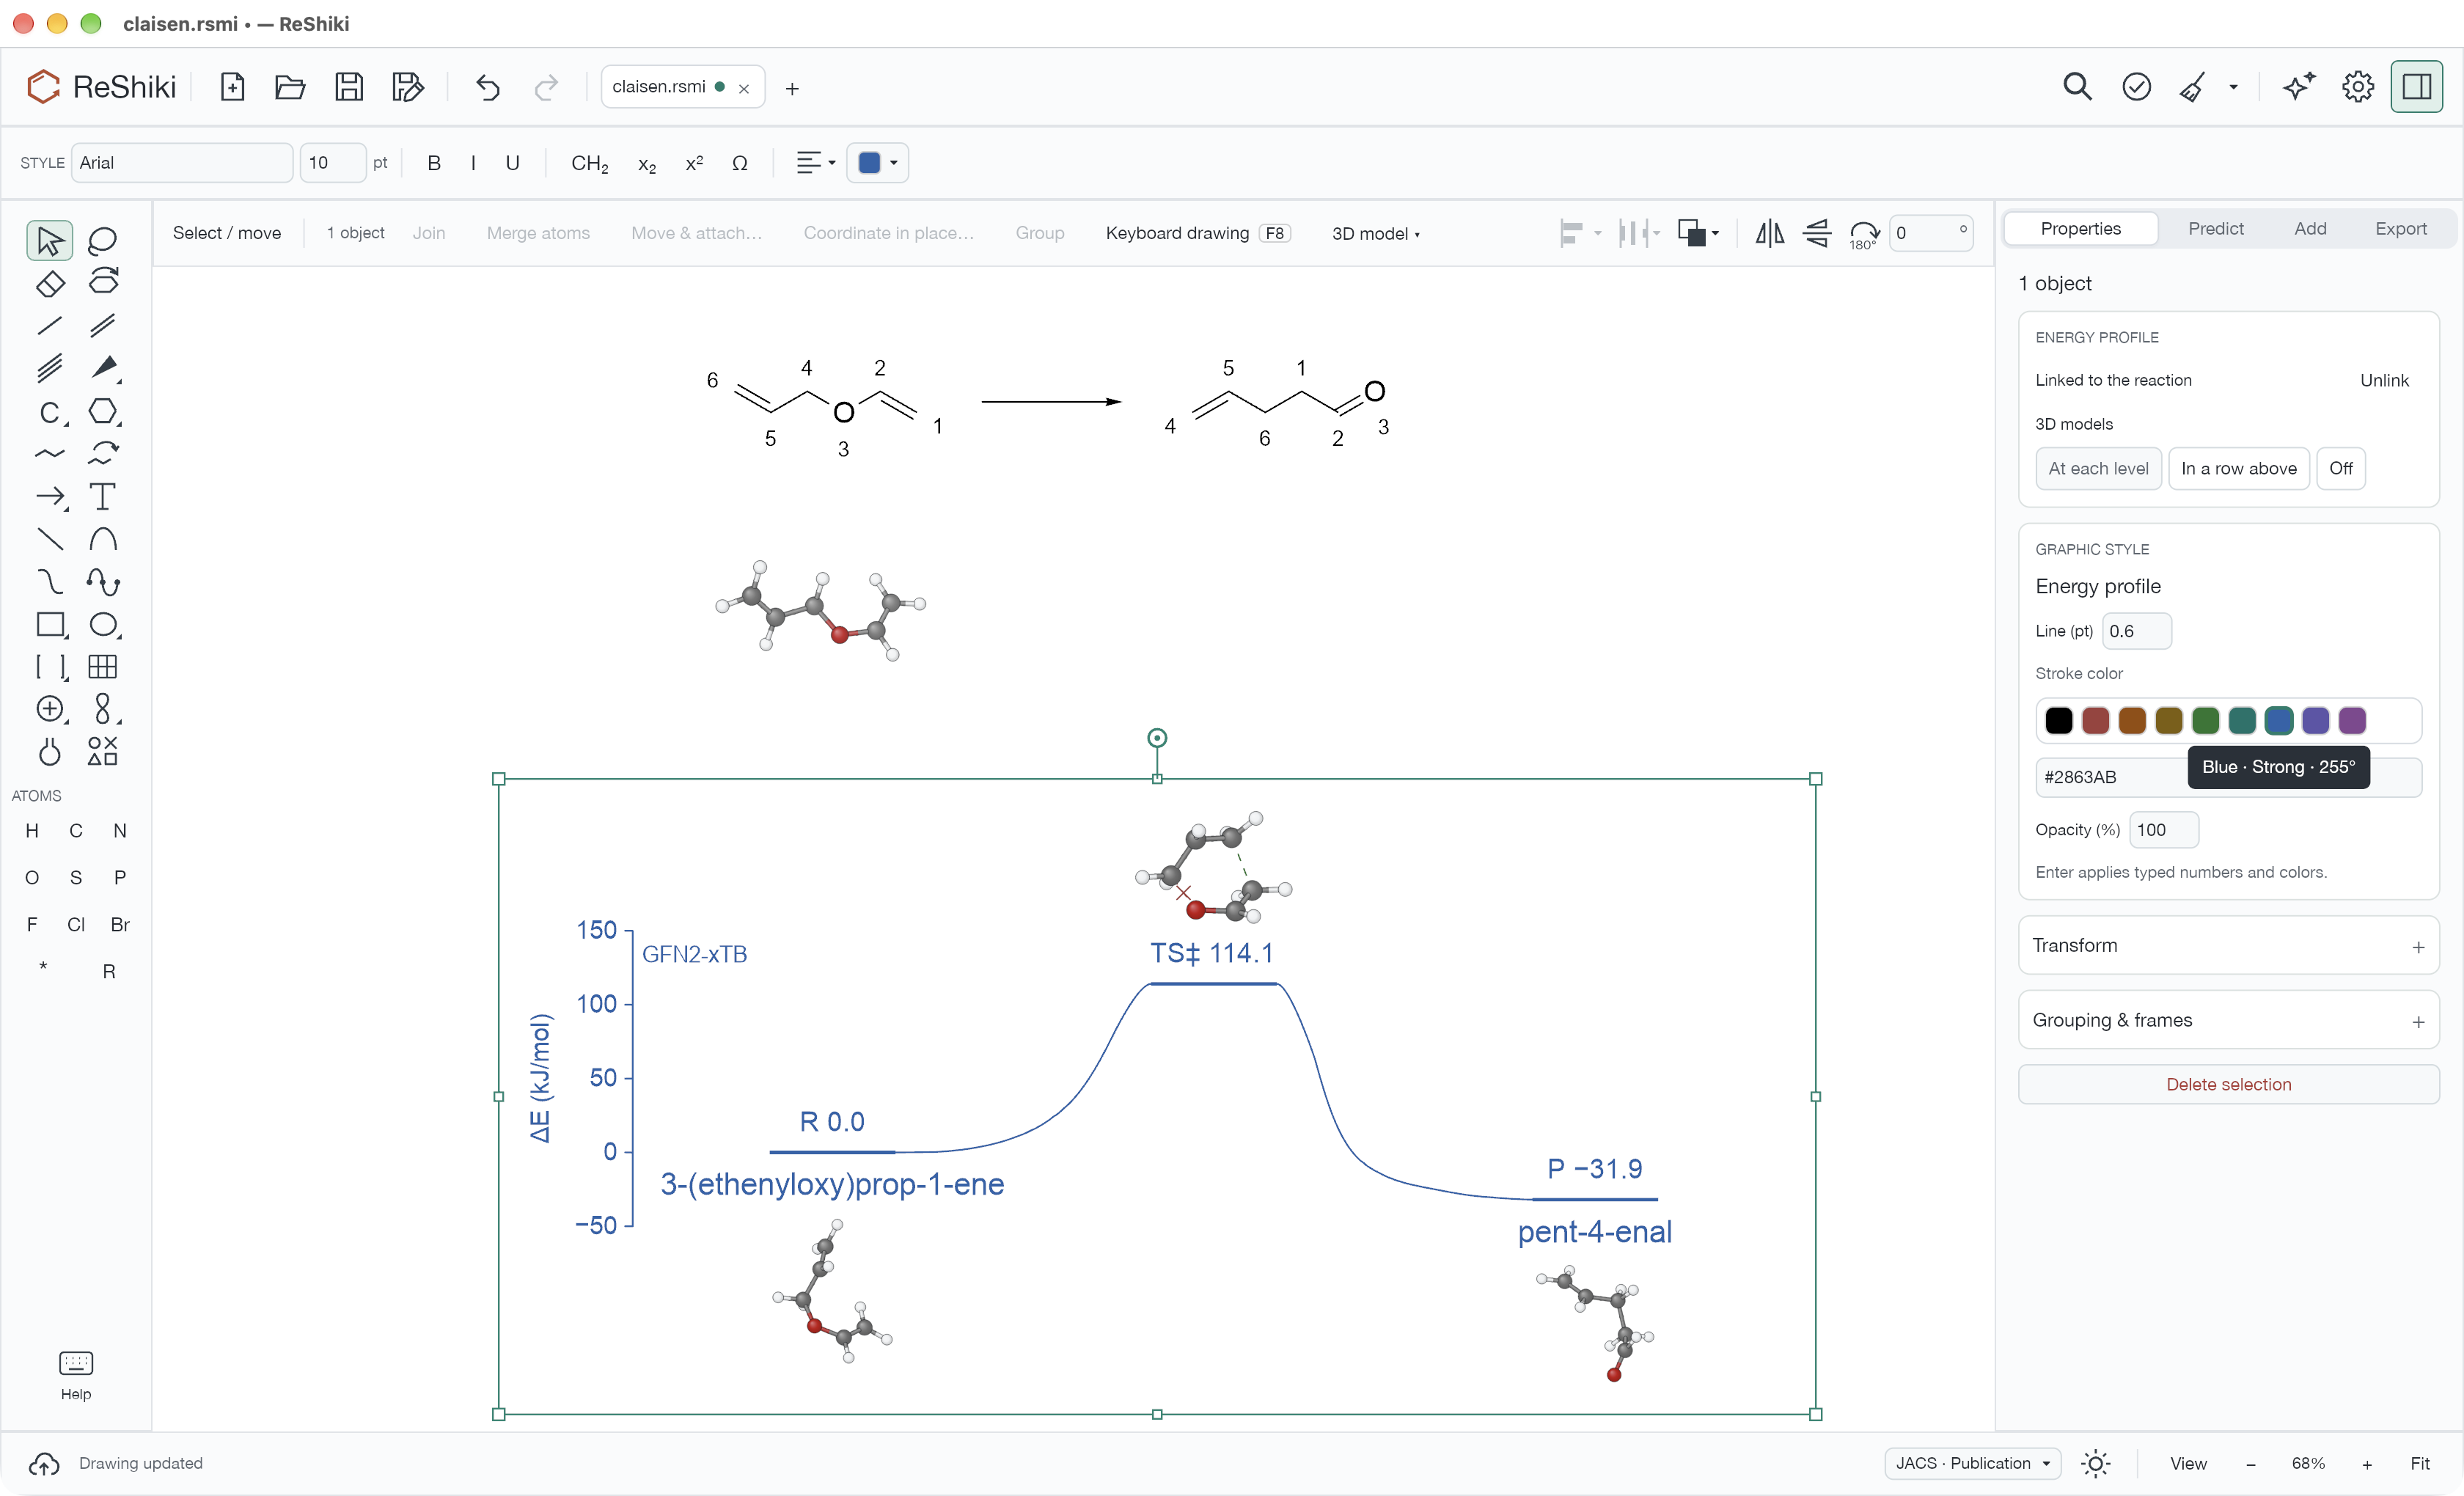 claisen.rsmi • — ReShiki
ReShiki
claisen.rsmi
STYLE Arial 10 pt B I U CH₂ x₂ x² Ω
Select / move 1 object Join Merge atoms Move & attach... Coordinate in place... Group Keyboard drawing F8 3D model 180° 0 °
Properties Predict Add Export
1 object
ENERGY PROFILE
Linked to the reaction Unlink
3D models
At each level In a row above Off
GRAPHIC STYLE
Energy profile
Line (pt) 0.6
Stroke color
Blue · Strong · 255°
#2863AB
Opacity (%) 100
Enter applies typed numbers and colors.
Transform +
Grouping & frames +
Delete selection
C
T
ATOMS
H C N
O S P
F Cl Br
* R
Help
6 4 2
O
5 3 1
5 1
O
4 6 2 3
150
GFN2-xTB
TS‡ 114.1
100
ΔE (kJ/mol)
50
R 0.0
0
3-(ethenyloxy)prop-1-ene
−50
P −31.9
pent-4-enal
Drawing updated
JACS · Publication View − 68% + Fit